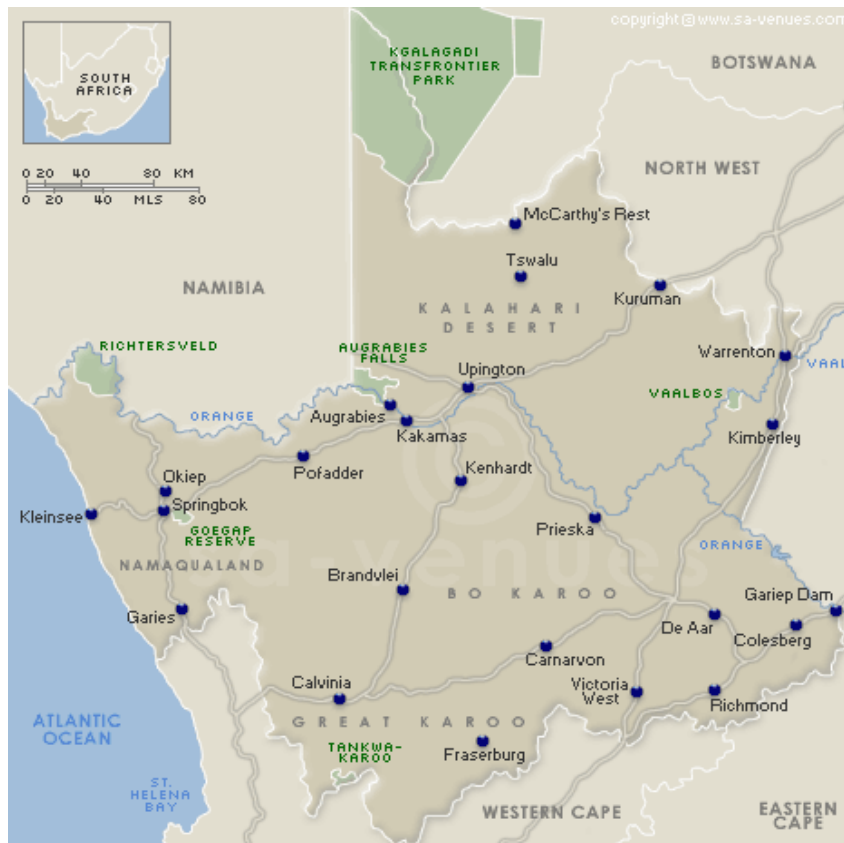 copyright©www.sa-venues.com
KGALAGADI
TRANSFRONTIER
PARK
BOTSWANA
SOUTH
AFRICA
NORTH WEST
0 20 40 80 KM
0 20 40 MLS 80
McCarthy's Rest
Tswalu
NAMIBIA
Kuruman
KALAHARI
DESERT
RICHTERSVELD
AUGRABIES
FALLS
Warrenton
VAAL
Upington
VAALBOS
ORANGE
Augrabies
Kakamas
Kimberley
©
Pofadder
Kenhardt
Okiep
Springbok
Kleinsee
GOEGAP
RESERVE
Prieska
ORANGE
sa-venues
NAMAQUALAND
Brandvlei
BO KAROO
Gariep Dam
Garies
De Aar
Colesberg
Carnarvon
Calvinia
Victoria
West
Richmond
ATLANTIC
OCEAN
GREAT KAROO
TANKWA-
KAROO
Fraserburg
ST.
HELENA
BAY
WESTERN CAPE
EASTERN
CAPE